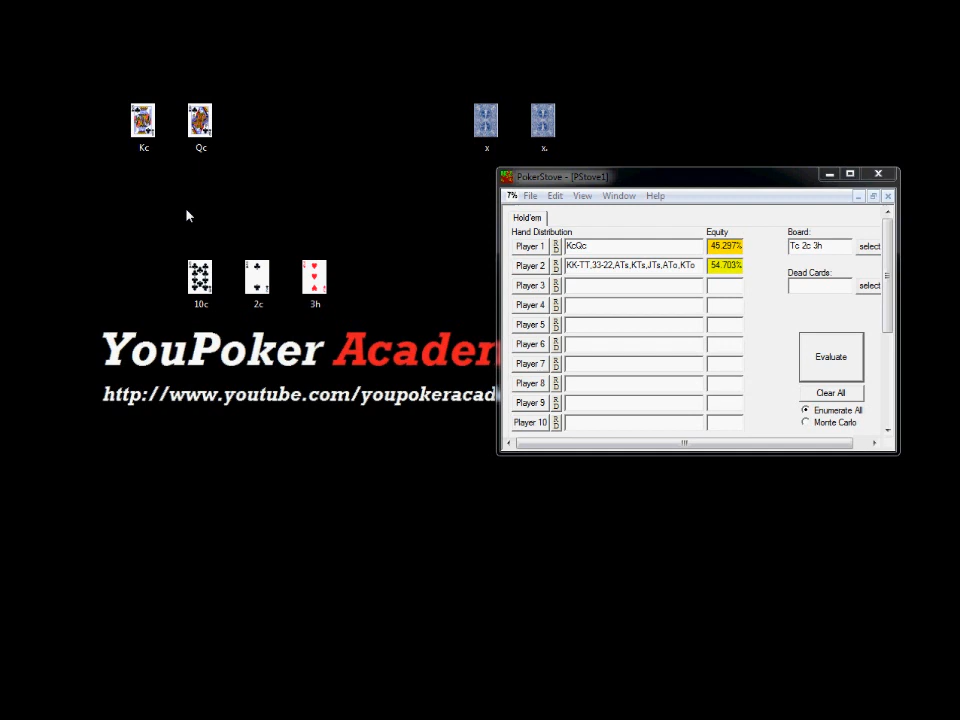 Kc Qc x x.
10c 2c 3h
YouPoker Academ
http://www.youtube.com/youpokeracad
PokerStove - [PStove1]
File Edit View Window Help
Hold'em
Hand Distribution Equity Board:
Player 1 KcQc 45.297% Tc 2c 3h select
Player 2 KK-TT,33-22,ATs,KTs,JTs,ATo,KTo 54.703%
Dead Cards:
Player 3 select
Player 4
Player 5
Player 6
Evaluate
Player 7
Player 8
Clear All
Player 9
Enumerate All
Player 10
Monte Carlo